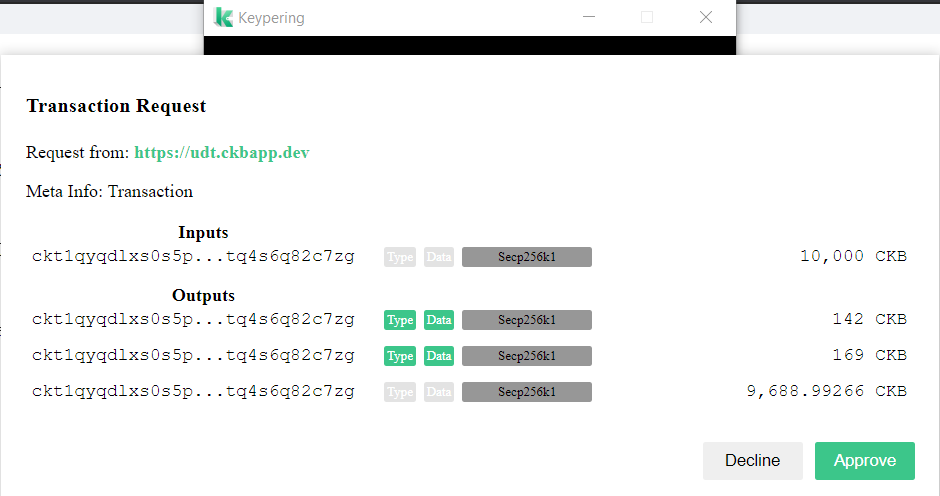 Keypering
Transaction Request
Request from: https://udt.ckbapp.dev
Meta Info: Transaction
Inputs
ckt1qyqdlxs0s5p...tq4s6q82c7zg Type Data Secp256k1 10,000 CKB
Outputs
ckt1qyqdlxs0s5p...tq4s6q82c7zg Type Data Secp256k1 142 CKB
ckt1qyqdlxs0s5p...tq4s6q82c7zg Type Data Secp256k1 169 CKB
ckt1qyqdlxs0s5p...tq4s6q82c7zg Type Data Secp256k1 9,688.99266 CKB
Decline Approve